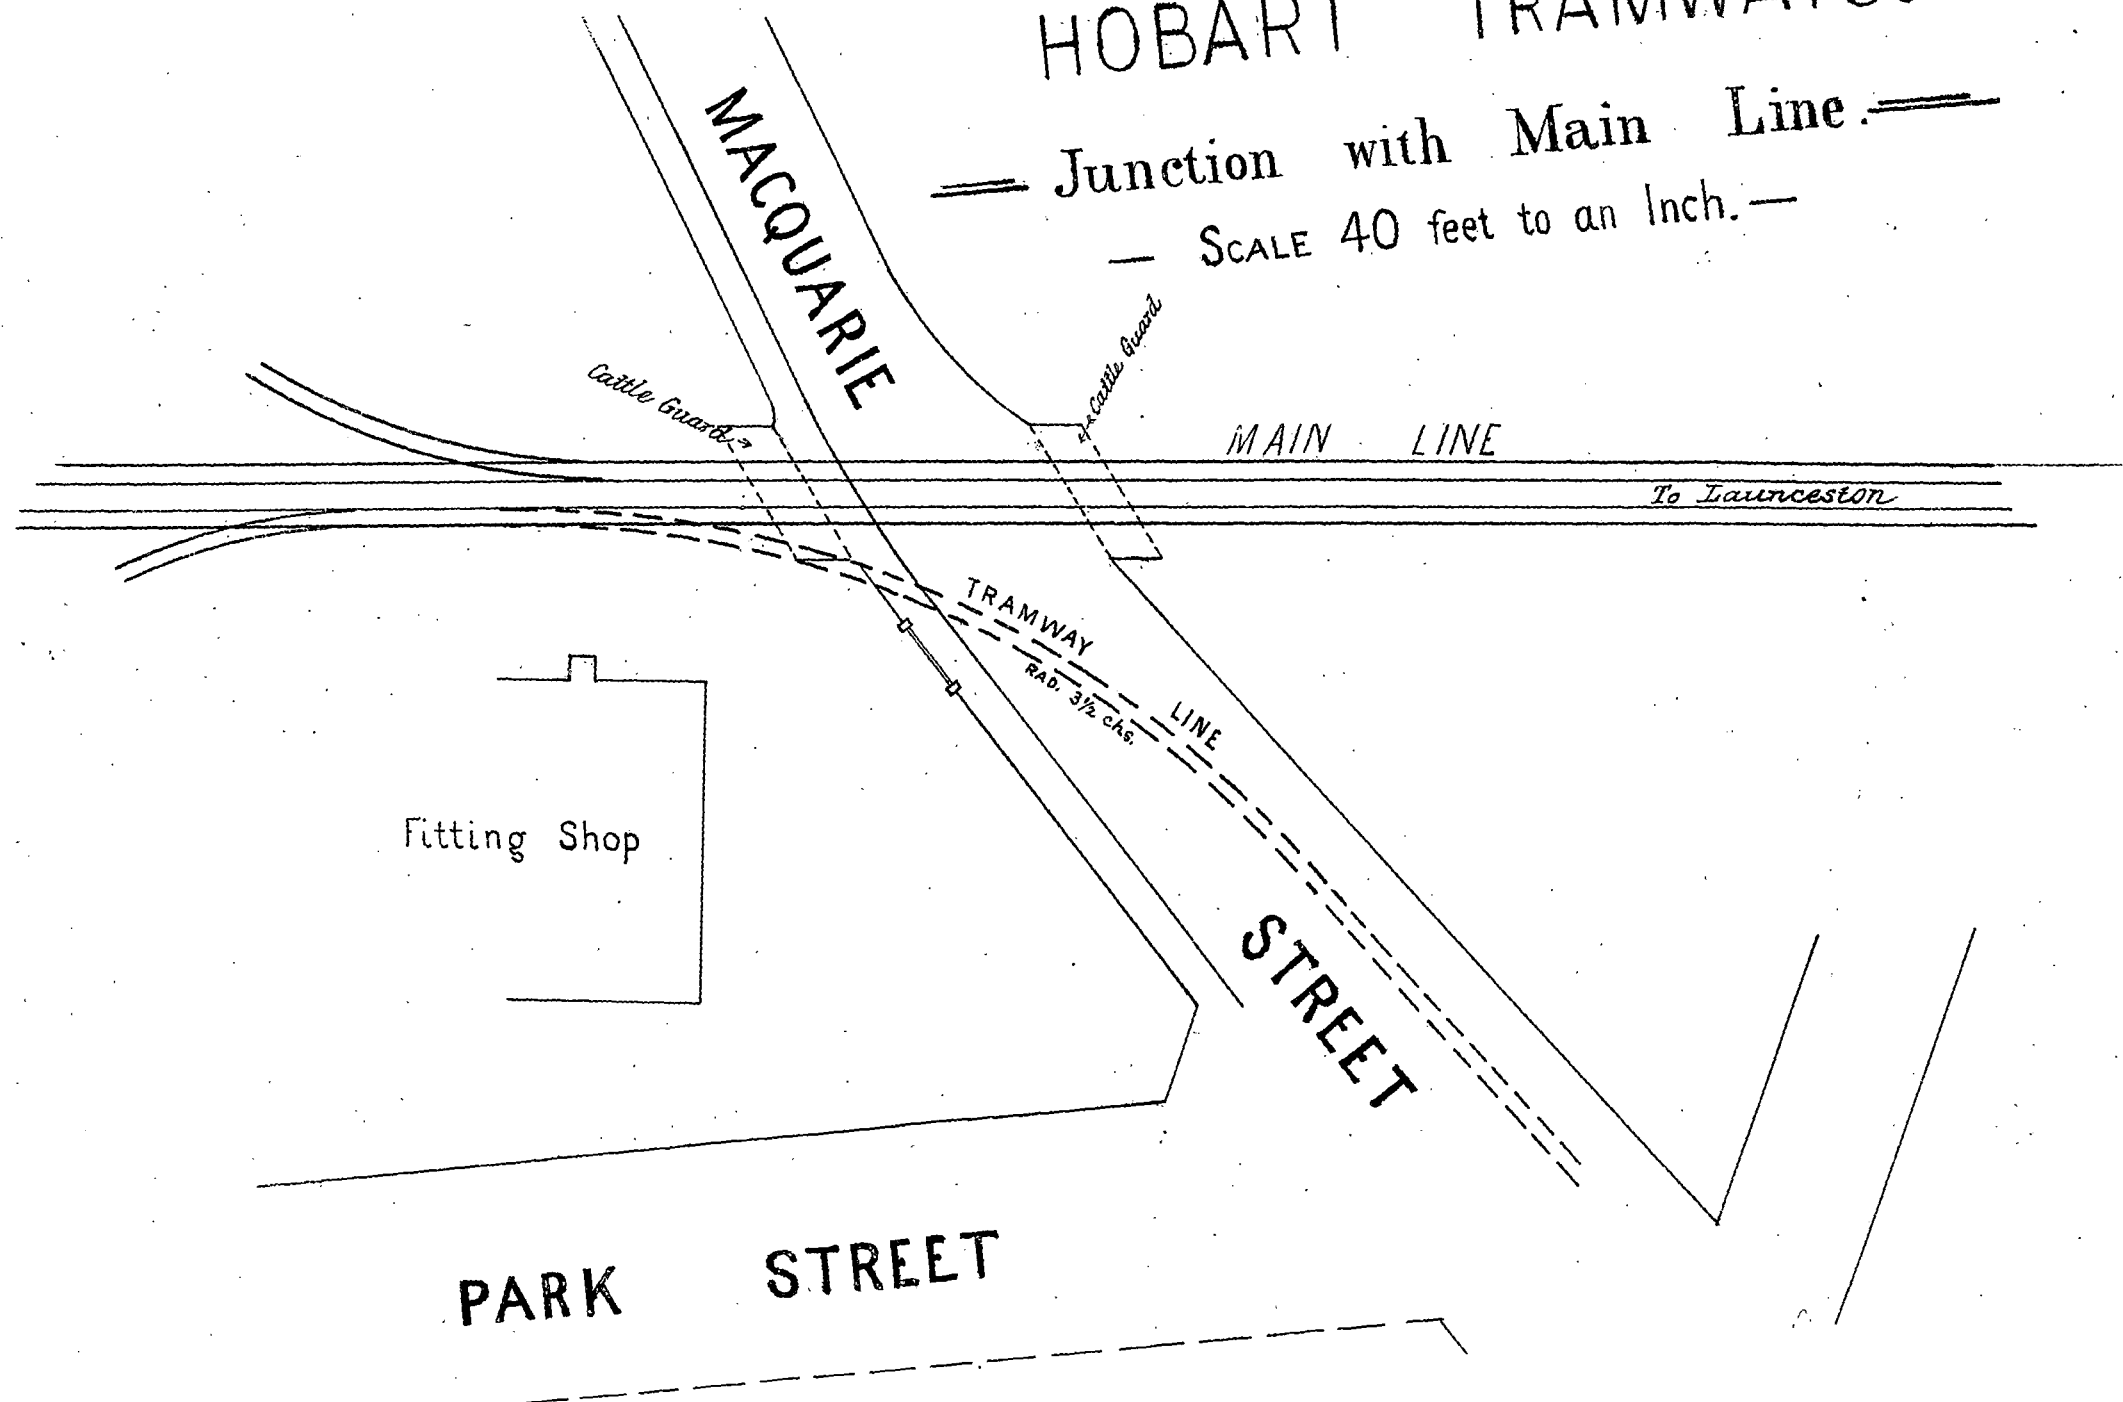 HOBART TRAMWAYS.
Junction with Main Line.
— SCALE 40 feet to an Inch. —
MACQUARIE
Cattle Guard
Cattle Guard
MAIN LINE
To Launceston
TRAMWAY
LINE
RAD. 3½ chs.
Fitting Shop
STREET
PARK STREET